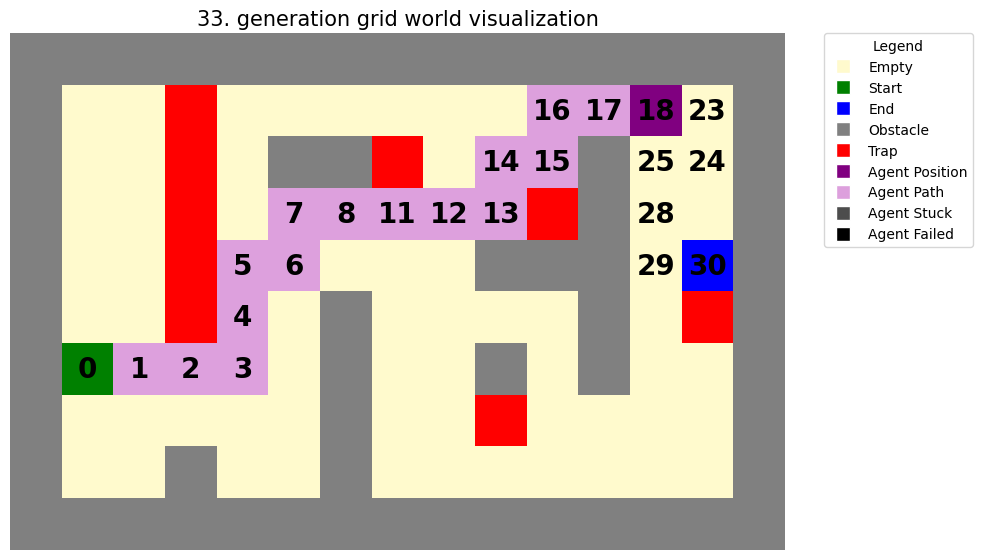 33. generation grid world visualization
16 17 18 23
14 15 25 24
7 8 11 12 13 28
5 6 29 30
4
0 1 2 3
Legend
Empty
Start
End
Obstacle
Trap
Agent Position
Agent Path
Agent Stuck
Agent Failed